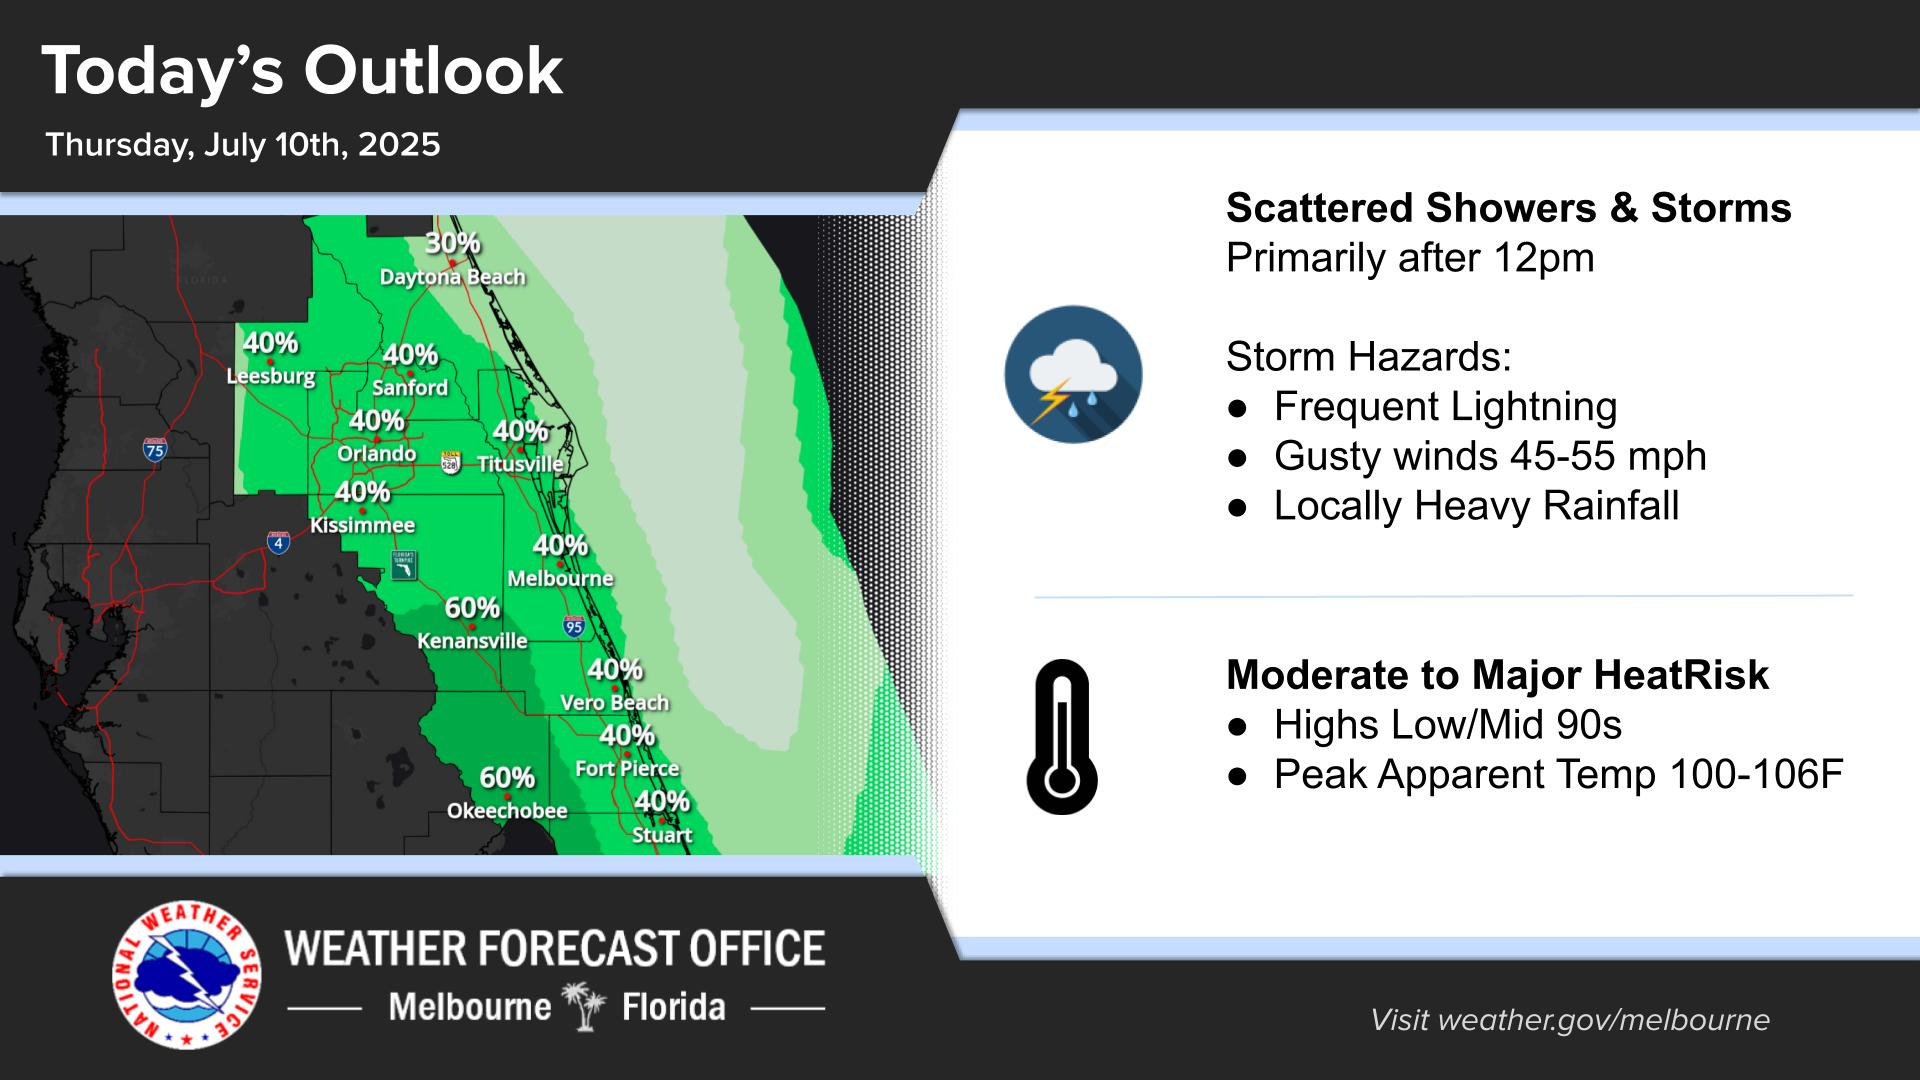 Today's Outlook
Thursday, July 10th, 2025
30%
Daytona Beach
40%
Leesburg
40%
Sanford
40%
Orlando
528
40%
Titusville
75
40%
Kissimmee
4
40%
Melbourne
60%
Kenansville
95
40%
Vero Beach
40%
Fort Pierce
60%
Okeechobee
40%
Stuart
FLORIDA
Scattered Showers & Storms
Primarily after 12pm
Storm Hazards:
● Frequent Lightning
● Gusty winds 45-55 mph
● Locally Heavy Rainfall
Moderate to Major HeatRisk
● Highs Low/Mid 90s
● Peak Apparent Temp 100-106F
NATIONAL WEATHER SERVICE
WEATHER FORECAST OFFICE
Melbourne Florida
Visit weather.gov/melbourne